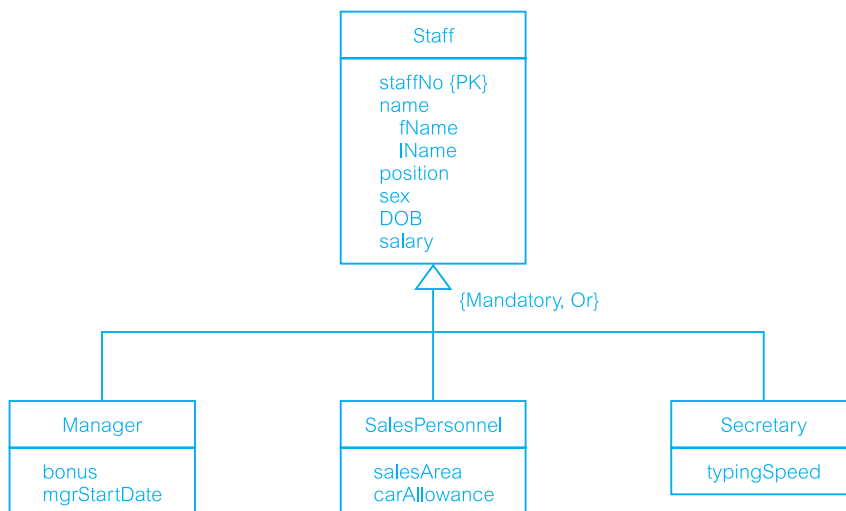 Staff
staffNo {PK}
name
fName
lName
position
sex
DOB
salary
{Mandatory, Or}
Manager
bonus
mgrStartDate
SalesPersonnel
salesArea
carAllowance
Secretary
typingSpeed